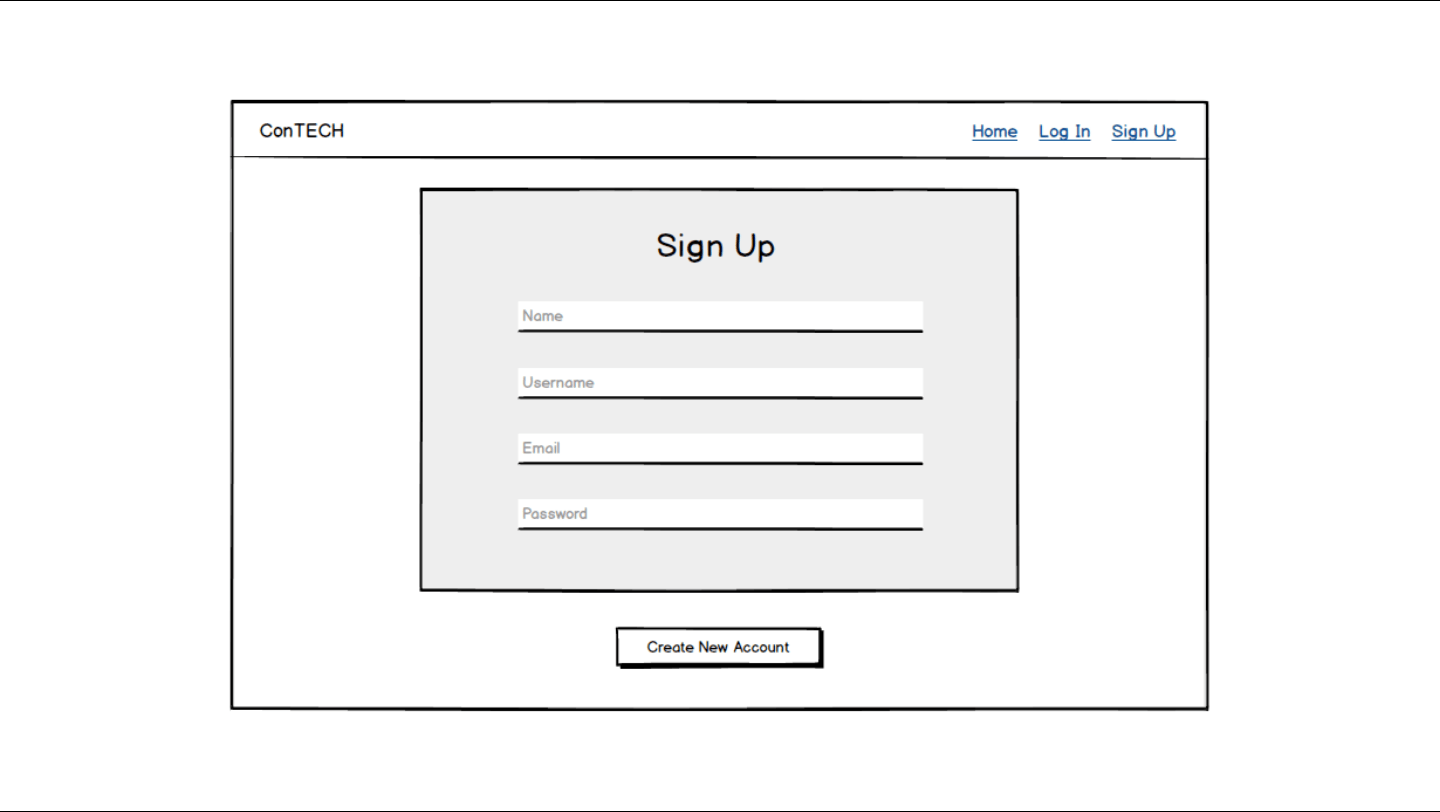 ConTECH
Home Log In Sign Up
Sign Up
Name
Username
Email
Password
Create New Account